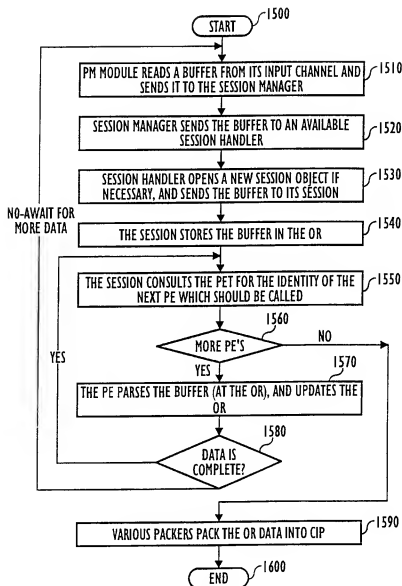 START
1500
PM MODULE READS A BUFFER FROM ITS INPUT CHANNEL AND
SENDS IT TO THE SESSION MANAGER
1510
SESSION MANAGER SENDS THE BUFFER TO AN AVAILABLE
SESSION HANDLER
1520
SESSION HANDLER OPENS A NEW SESSION OBJECT IF
NECESSARY, AND SENDS THE BUFFER TO ITS SESSION
1530
NO-AWAIT FOR
MORE DATA
THE SESSION STORES THE BUFFER IN THE OR
1540
THE SESSION CONSULTS THE PET FOR THE IDENTITY OF THE
NEXT PE WHICH SHOULD BE CALLED
1550
MORE PE'S
1560
NO
YES
YES
THE PE PARSES THE BUFFER (AT THE OR), AND UPDATES THE
OR
1570
DATA IS
COMPLETE?
1580
VARIOUS PACKERS PACK THE OR DATA INTO CIP
1590
END
1600